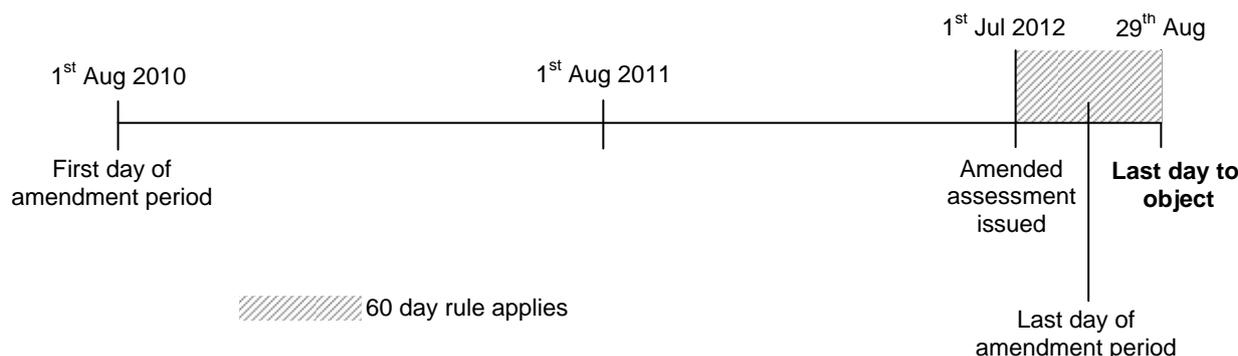 1st Jul 2012
29th Aug
1st Aug 2010
1st Aug 2011
First day of
amendment period
Amended
assessment
issued
Last day to
object
60 day rule applies
Last day of
amendment period